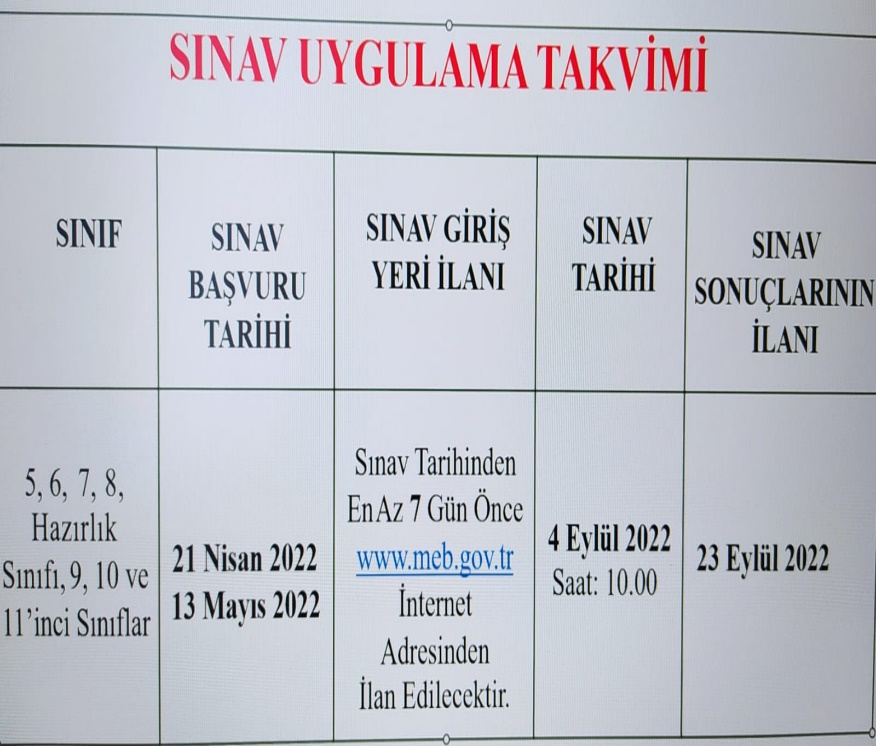 SINAV UYGULAMA TAKVİMİ
SINIF
SINAV
BAŞVURU
TARİHİ
SINAV GİRİŞ
YERİ İLANI
SINAV
TARİHİ
SINAV
SONUÇLARININ
İLANI
5, 6, 7, 8,
Hazırlık
Sınıfı, 9, 10 ve
11'inci Sınıflar
21 Nisan 2022
13 Mayıs 2022
Sınav Tarihinden
En Az 7 Gün Önce
www.meb.gov.tr
İnternet
Adresinden
İlan Edilecektir.
4 Eylül 2022
Saat: 10.00
23 Eylül 2022